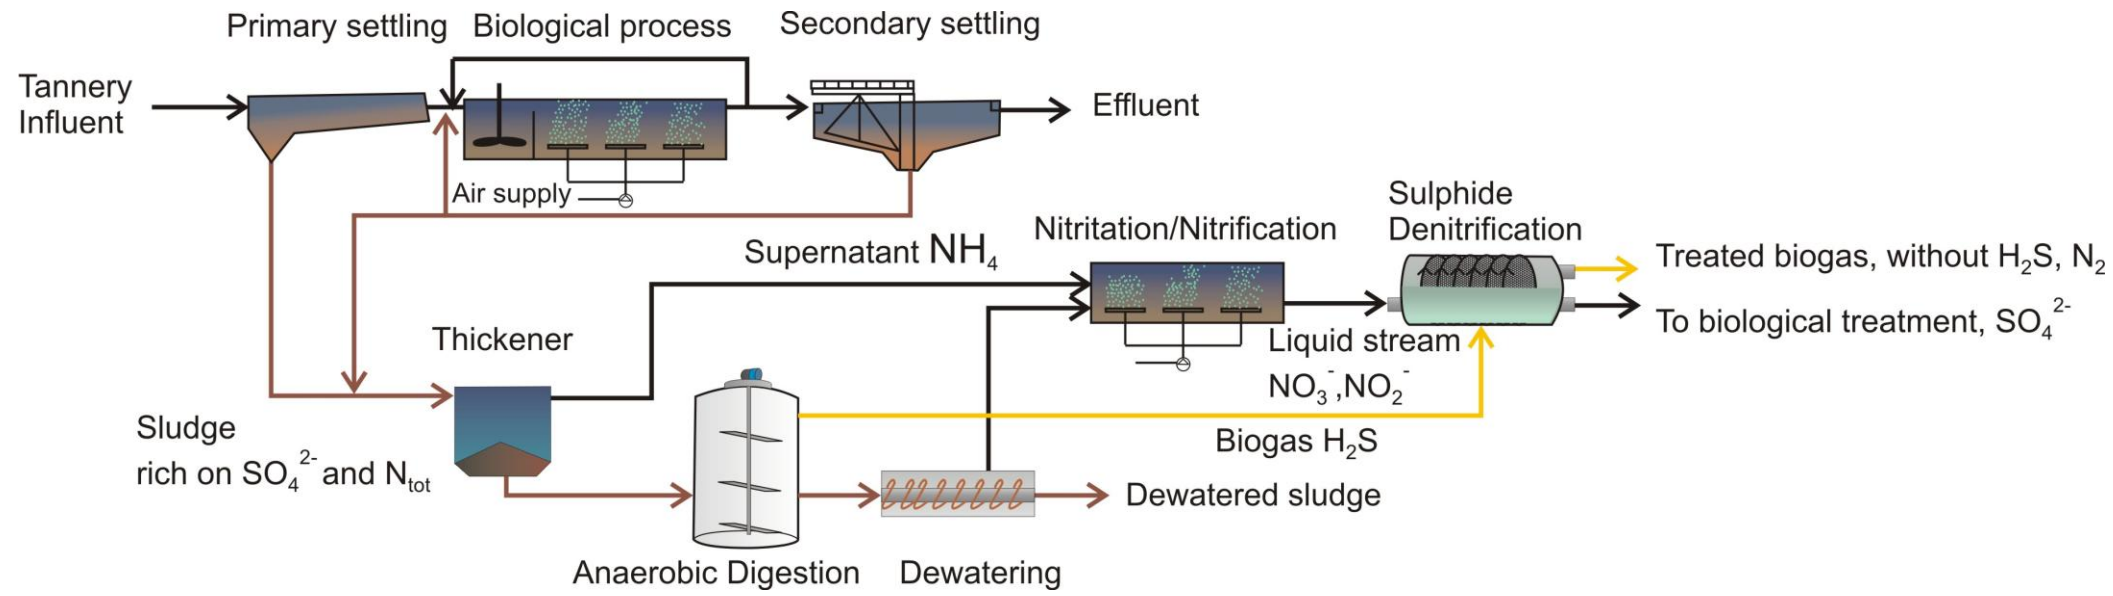 Primary settling
Biological process
Secondary settling
Tannery
Influent
Effluent
Air supply
Sulphide
Denitrification
Nitritation/Nitrification
Supernatant NH₄
Treated biogas, without H₂S, N₂
To biological treatment, SO₄²⁻
Thickener
Liquid stream
NO₃⁻,NO₂⁻
Sludge
rich on SO₄²⁻ and Nₜₒₜ
Biogas H₂S
Dewatered sludge
Anaerobic Digestion
Dewatering